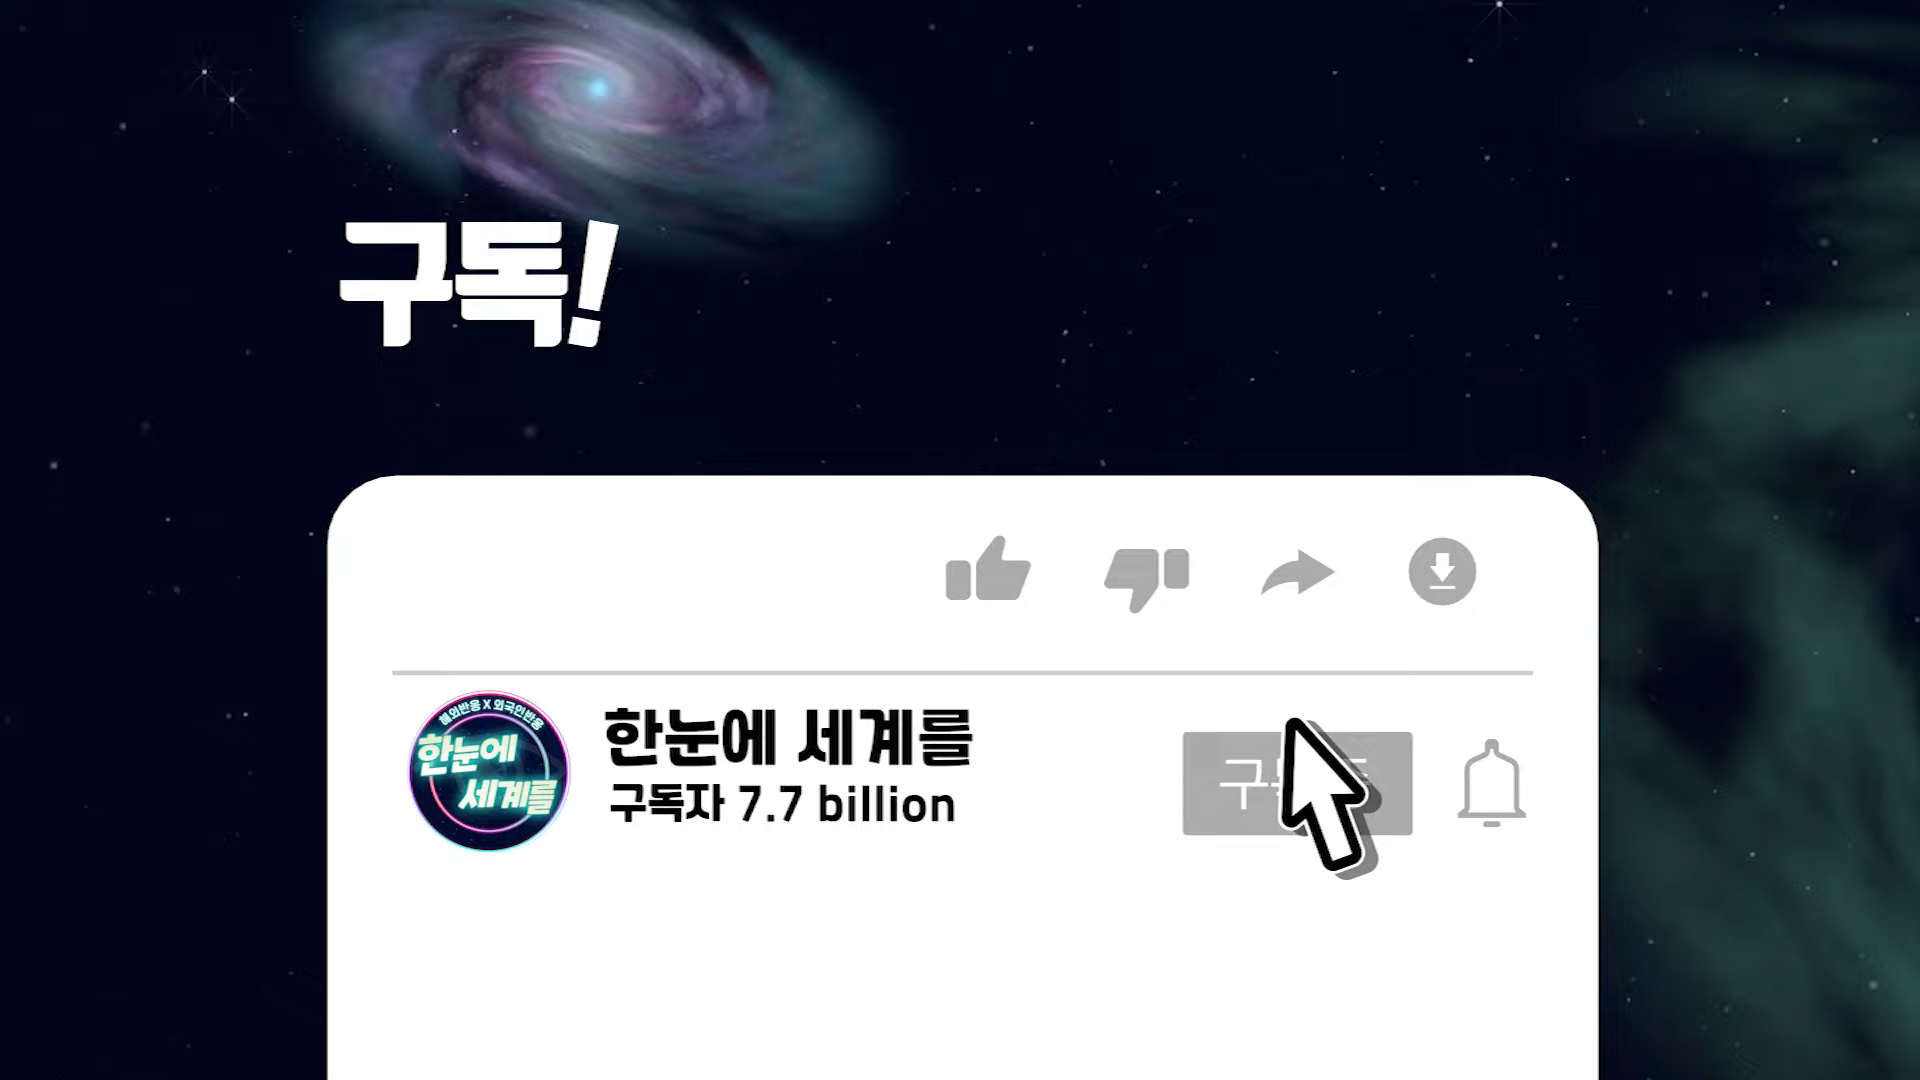 구독!
해외반응 X 외국인반응
한눈에
세계를
한눈에 세계를
구독자 7.7 billion